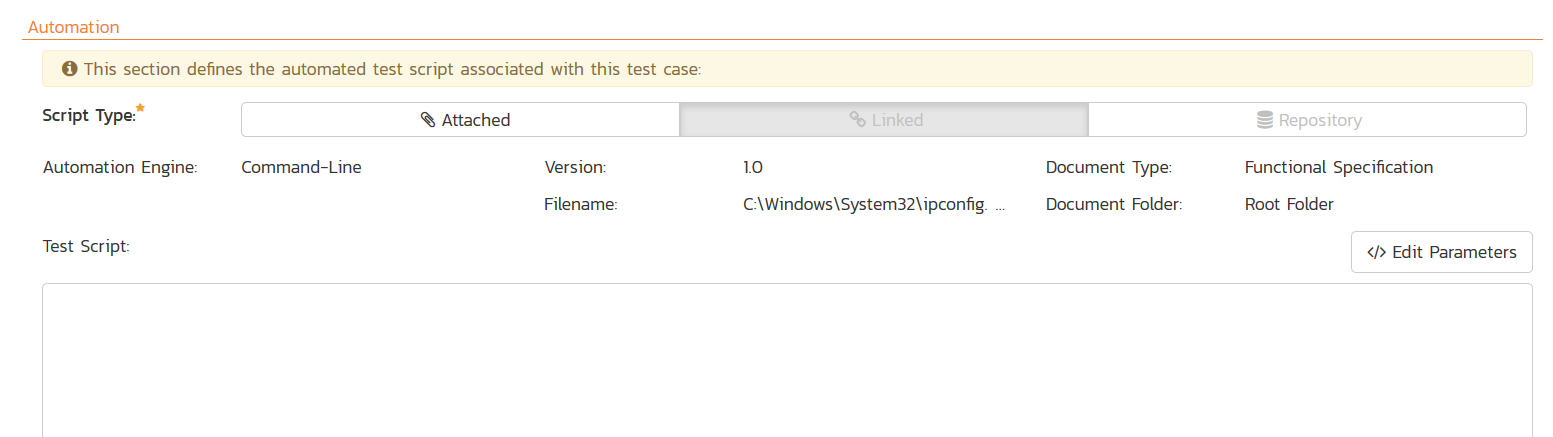 Automation
This section defines the automated test script associated with this test case:
Script Type: Attached Linked Repository
Automation Engine: Command-Line Version: 1.0 Document Type: Functional Specification
Filename: C:\Windows\System32\ipconfig. ... Document Folder: Root Folder
Test Script: </> Edit Parameters